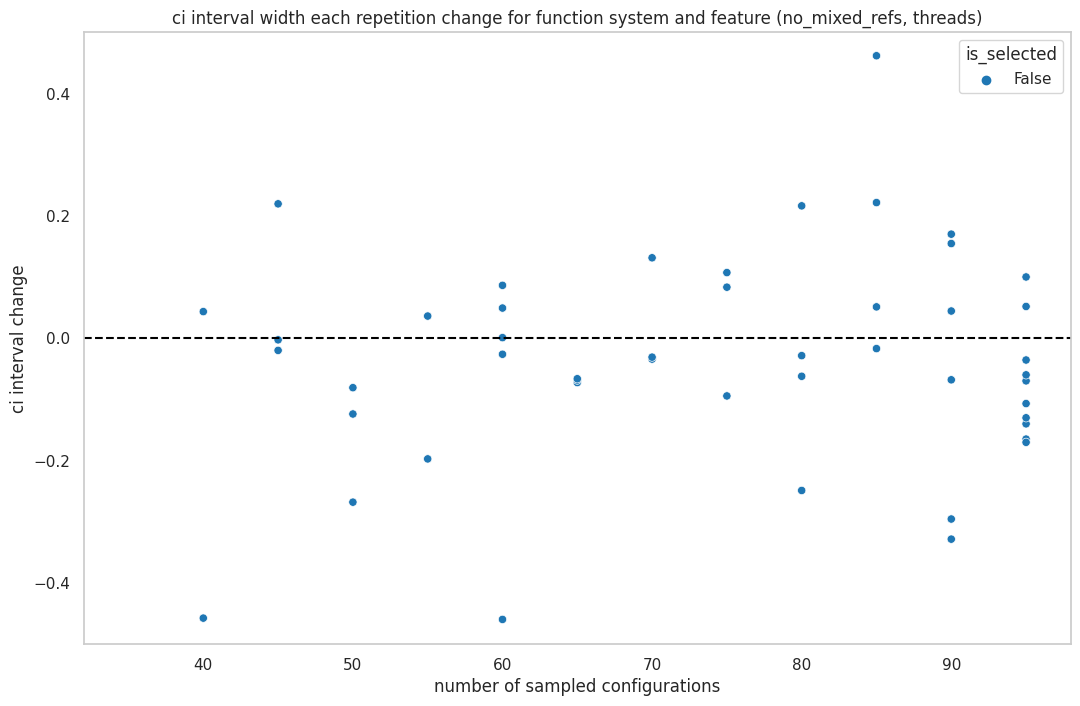 ci interval width each repetition change for function system and feature (no_mixed_refs, threads)
is_selected
False
ci interval change
0.4
0.2
0.0
−0.2
−0.4
40 50 60 70 80 90
number of sampled configurations